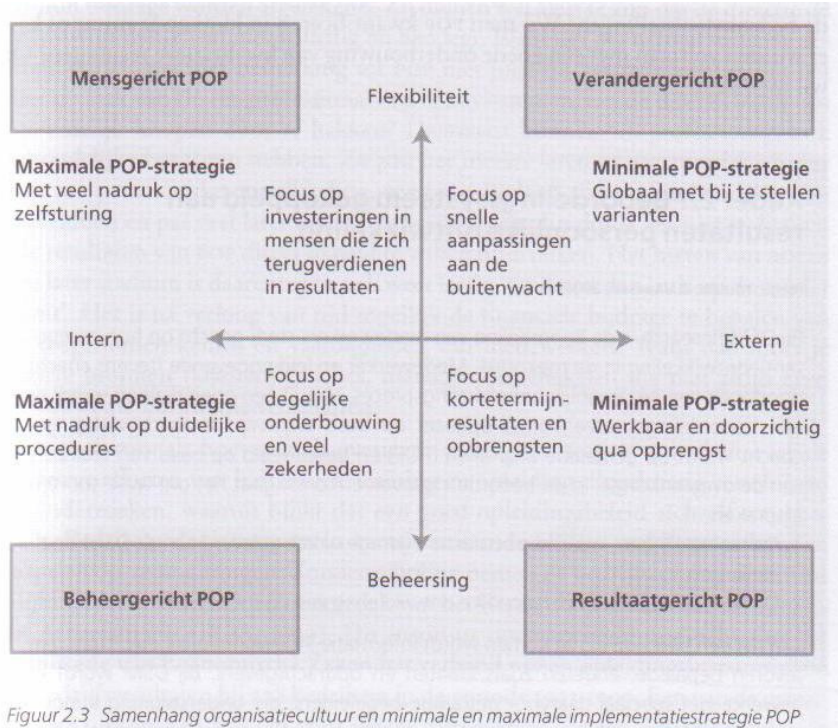 Mensgericht POP
Verandergericht POP
Flexibiliteit
Maximale POP-strategie
Met veel nadruk op
zelfsturing
Focus op
investeringen in
mensen die zich
terugverdienen
in resultaten
Focus op
snelle
aanpassingen
aan de
buitenwacht
Minimale POP-strategie
Globaal met bij te stellen
varianten
Intern
Extern
Maximale POP-strategie
Met nadruk op duidelijke
procedures
Focus op
degelijke
onderbouwing
en veel
zekerheden
Focus op
kortetermijn-
resultaten en
opbrengsten
Minimale POP-strategie
Werkbaar en doorzichtig
qua opbrengst
Beheersing
Beheergericht POP
Resultaatgericht POP
Figuur 2.3 Samenhang organisatiecultuur en minimale en maximale implementatiestrategie POP